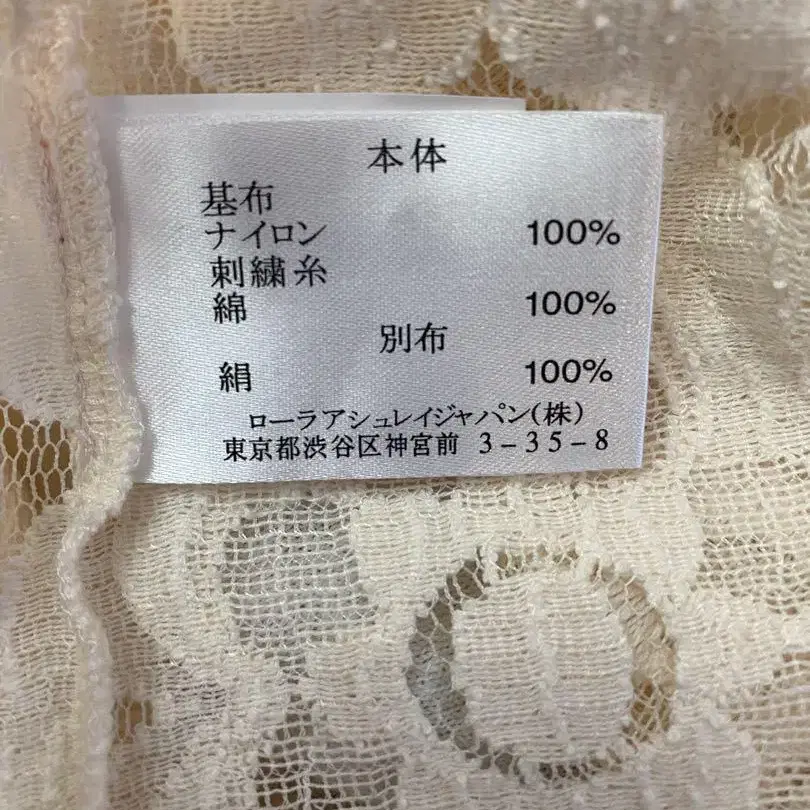 本体
基布
ナイロン 100%
刺繍糸
綿 100%
別布
絹 100%
ローラアシュレイジャパン(株)
東京都渋谷区神宮前 3-35-8